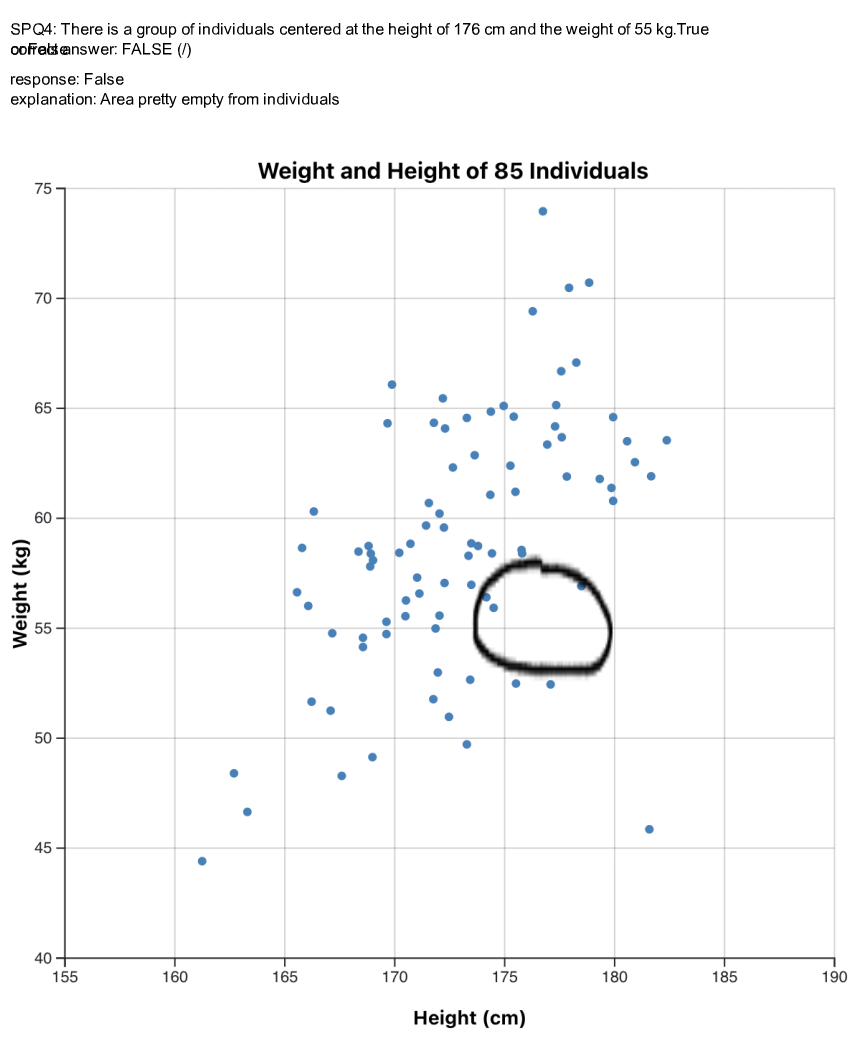 SPQ4: There is a group of individuals centered at the height of 176 cm and the weight of 55 kg.True
or False
correct answer: FALSE (/)
response: False
explanation: Area pretty empty from individuals
Weight and Height of 85 Individuals
75
70
65
60
55
50
45
40
Weight (kg)
155 160 165 170 175 180 185 190
Height (cm)